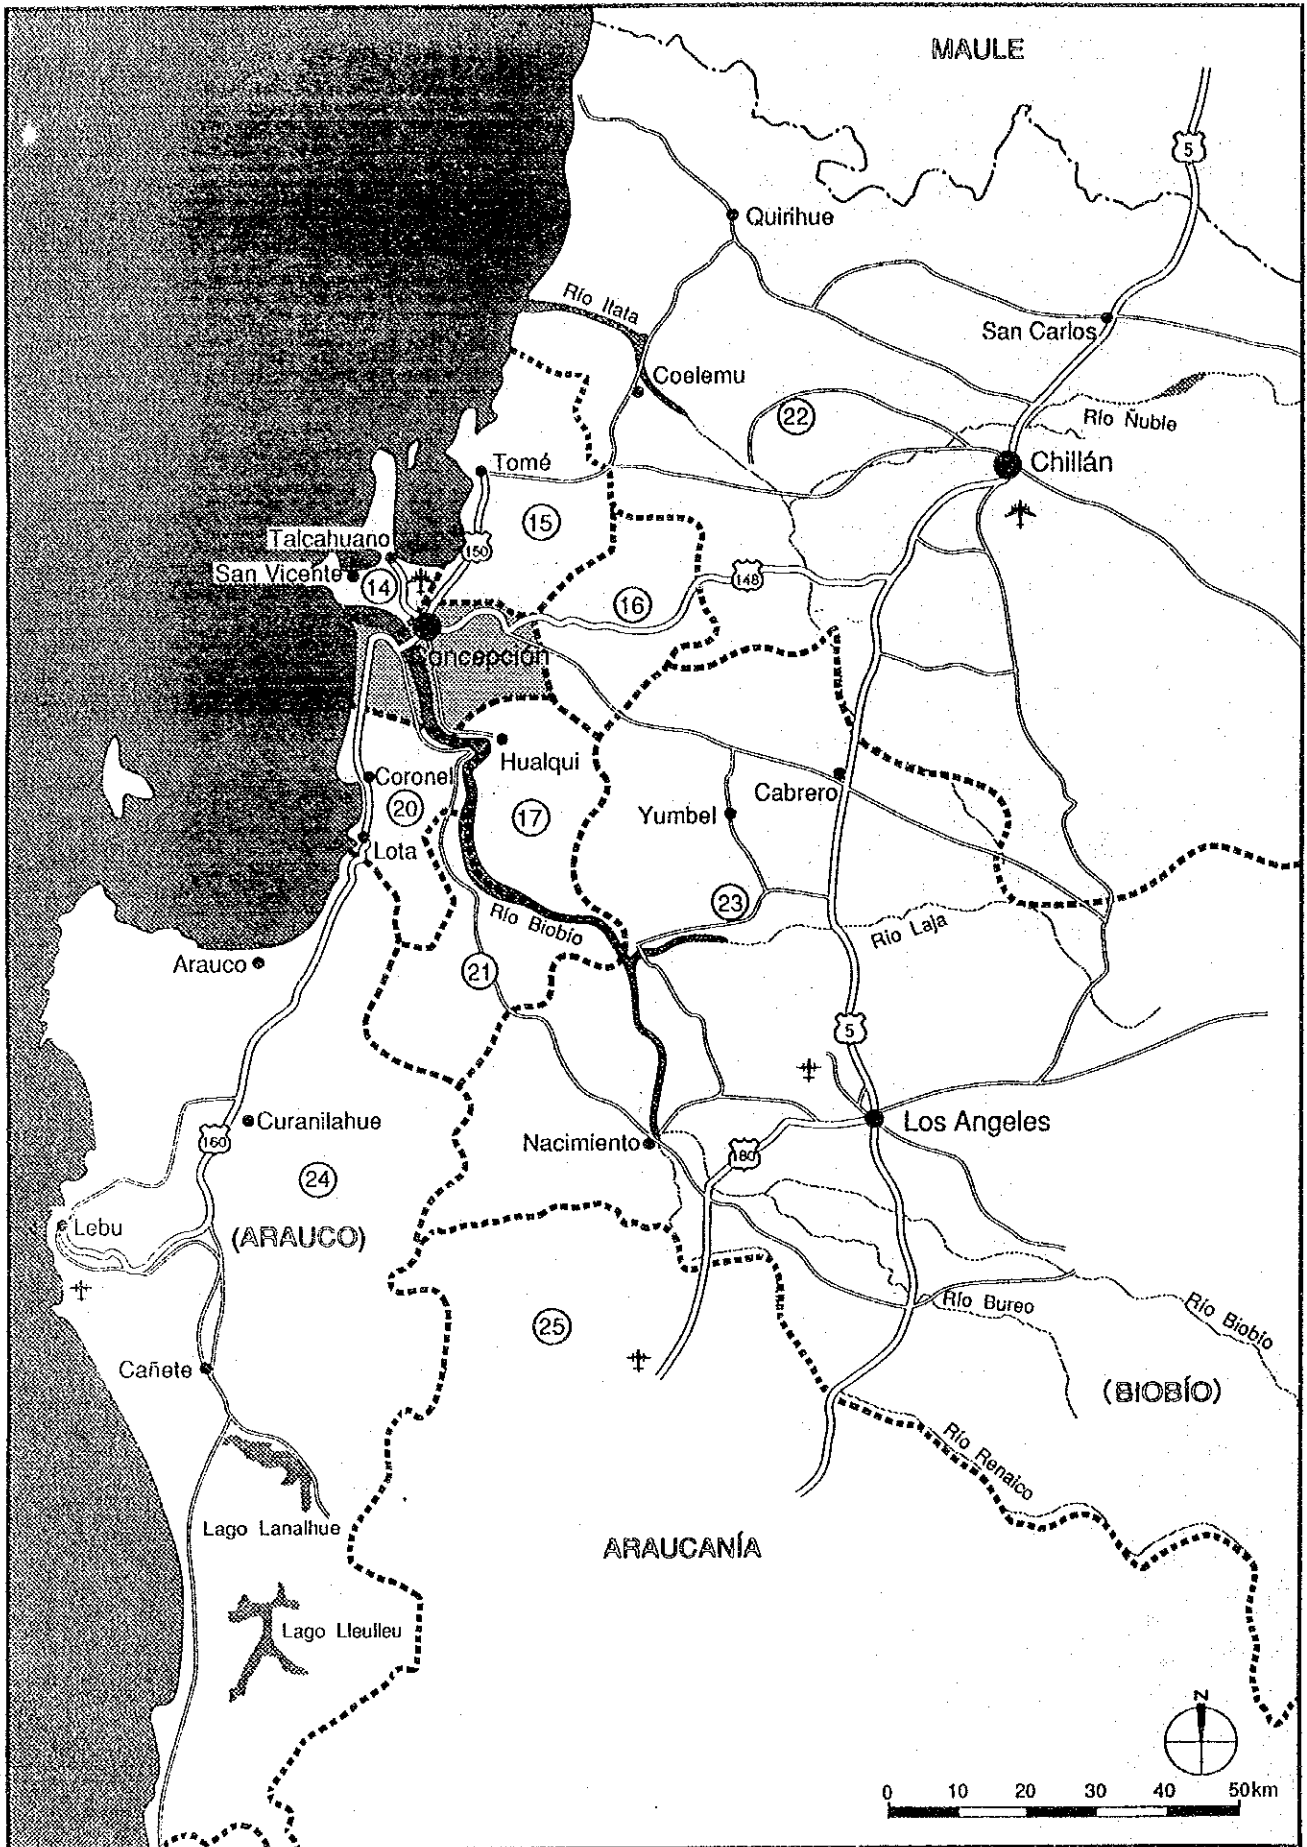 MAULE
5
Quirihue
Río Itata
San Carlos
Coelemu
22
Río Ñuble
Chillán
Tomé
15
Talcahuano
150
San Vicente
14
148
16
Concepción
Hualqui
Coronel
Cabrero
20
17
Yumbel
Lota
23
Río Biobío
Río Laja
Arauco
21
5
Curanilahue
Los Angeles
160
Nacimiento
180
24
Lebu
(ARAUCO)
Río Bureo
Río Biobío
25
Cañete
(BIOBÍO)
Río Renaico
Lago Lanalhue
ARAUCANÍA
Lago Lleulleu
N
0 10 20 30 40 50km